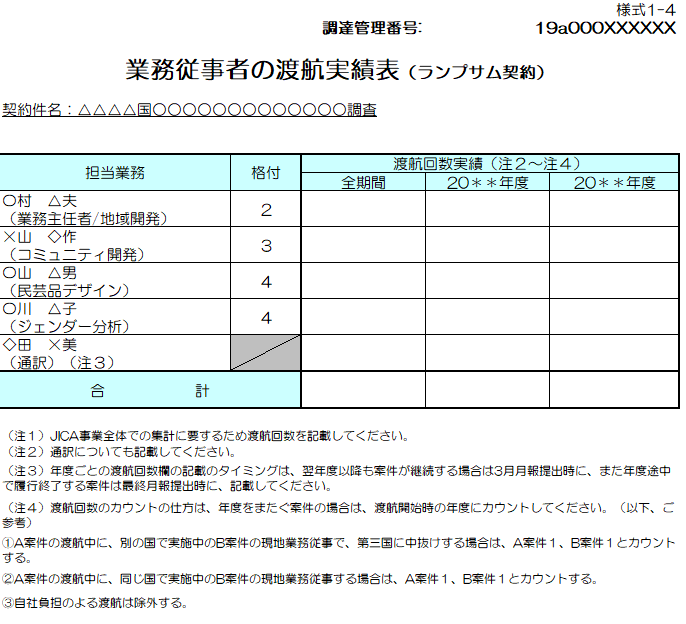 様式1-4
調達管理番号:　19a000XXXXXX
業務従事者の渡航実績表（ランプサム契約）
契約件名：△△△△国〇〇〇〇〇〇〇〇〇〇〇〇〇調査
担当業務　格付　渡航回数実績（注２～注４）
全期間　20＊＊年度　20＊＊年度
〇村　△夫
（業務主任者/地域開発）　2
×山　◇作
（コミュニティ開発）　3
〇山　△男
（民芸品デザイン）　4
〇川　△子
（ジェンダー分析）　4
◇田　×美
（通訳）（注３）
合　計
（注１）JICA事業全体での集計に要するため渡航回数を記載してください。
（注２）通訳についても記載してください。
（注３）年度ごとの渡航回数欄の記載のタイミングは、翌年度以降も案件が継続する場合は3月月報提出時に、また年度途中
で履行終了する案件は最終月報提出時に、記載してください。
（注４）渡航回数のカウントの仕方は、年度をまたぐ案件の場合は、渡航開始時の年度にカウントしてください。（以下、ご
参考）
①A案件の渡航中に、別の国で実施中のB案件の現地業務従事で、第三国に中抜けする場合は、A案件１、B案件１とカウント
する。
②A案件の渡航中に、同じ国で実施中のB案件の現地業務従事する場合は、A案件１、B案件１とカウントする。
③自社負担のよる渡航は除外する。